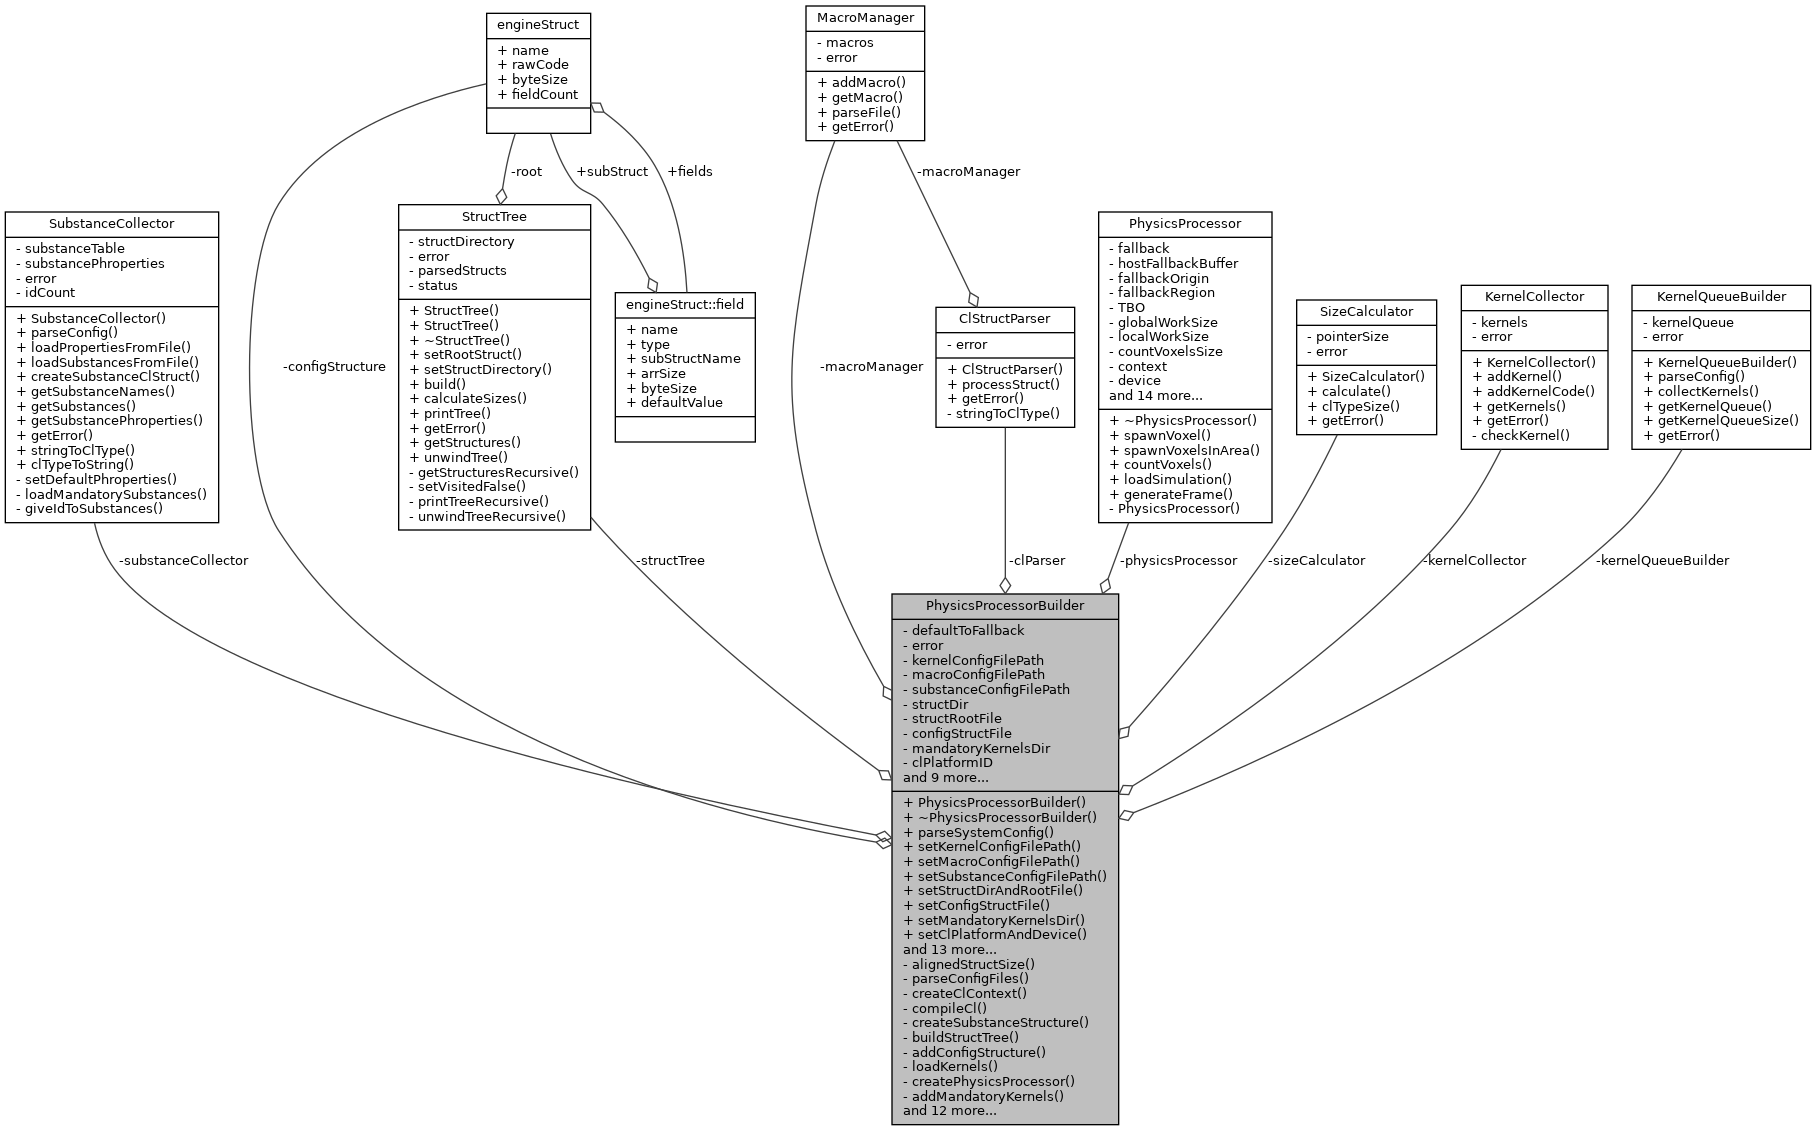 engineStruct
+ name
+ rawCode
+ byteSize
+ fieldCount
MacroManager
- macros
- error
+ addMacro()
+ getMacro()
+ parseFile()
+ getError()
-root
+subStruct
+fields
-macroManager
SubstanceCollector
- substanceTable
- substancePhroperties
- error
- idCount
+ SubstanceCollector()
+ parseConfig()
+ loadPropertiesFromFile()
+ loadSubstancesFromFile()
+ createSubstanceClStruct()
+ getSubstanceNames()
+ getSubstances()
+ getSubstancePhroperties()
+ getError()
+ stringToClType()
+ clTypeToString()
- setDefaultPhroperties()
- loadMandatorySubstances()
- giveIdToSubstances()
-configStructure
StructTree
- structDirectory
- error
- parsedStructs
- status
+ StructTree()
+ StructTree()
+ ~StructTree()
+ setRootStruct()
+ setStructDirectory()
+ build()
+ calculateSizes()
+ printTree()
+ getError()
+ getStructures()
+ unwindTree()
- getStructuresRecursive()
- setVisitedFalse()
- printTreeRecursive()
- unwindTreeRecursive()
engineStruct::field
+ name
+ type
+ subStructName
+ arrSize
+ byteSize
+ defaultValue
-macroManager
ClStructParser
- error
+ ClStructParser()
+ processStruct()
+ getError()
- stringToClType()
PhysicsProcessor
- fallback
- hostFallbackBuffer
- fallbackOrigin
- fallbackRegion
- TBO
- globalWorkSize
- localWorkSize
- countVoxelsSize
- context
- device
and 14 more...
+ ~PhysicsProcessor()
+ spawnVoxel()
+ spawnVoxelsInArea()
+ countVoxels()
+ loadSimulation()
+ generateFrame()
- PhysicsProcessor()
SizeCalculator
- pointerSize
- error
+ SizeCalculator()
+ calculate()
+ clTypeSize()
+ getError()
KernelCollector
- kernels
- error
+ KernelCollector()
+ addKernel()
+ addKernelCode()
+ getKernels()
+ getError()
- checkKernel()
KernelQueueBuilder
- kernelQueue
- error
+ KernelQueueBuilder()
+ parseConfig()
+ collectKernels()
+ getKernelQueue()
+ getKernelQueueSize()
+ getError()
-substanceCollector
-structTree
-clParser
-physicsProcessor
-sizeCalculator
-kernelCollector
-kernelQueueBuilder
PhysicsProcessorBuilder
- defaultToFallback
- error
- kernelConfigFilePath
- macroConfigFilePath
- substanceConfigFilePath
- structDir
- structRootFile
- configStructFile
- mandatoryKernelsDir
- clPlatformID
and 9 more...
+ PhysicsProcessorBuilder()
+ ~PhysicsProcessorBuilder()
+ parseSystemConfig()
+ setKernelConfigFilePath()
+ setMacroConfigFilePath()
+ setSubstanceConfigFilePath()
+ setStructDirAndRootFile()
+ setConfigStructFile()
+ setMandatoryKernelsDir()
+ setClPlatformAndDevice()
and 13 more...
- alignedStructSize()
- parseConfigFiles()
- createClContext()
- compileCl()
- createSubstanceStructure()
- buildStructTree()
- addConfigStructure()
- loadKernels()
- createPhysicsProcessor()
- addMandatoryKernels()
and 12 more...